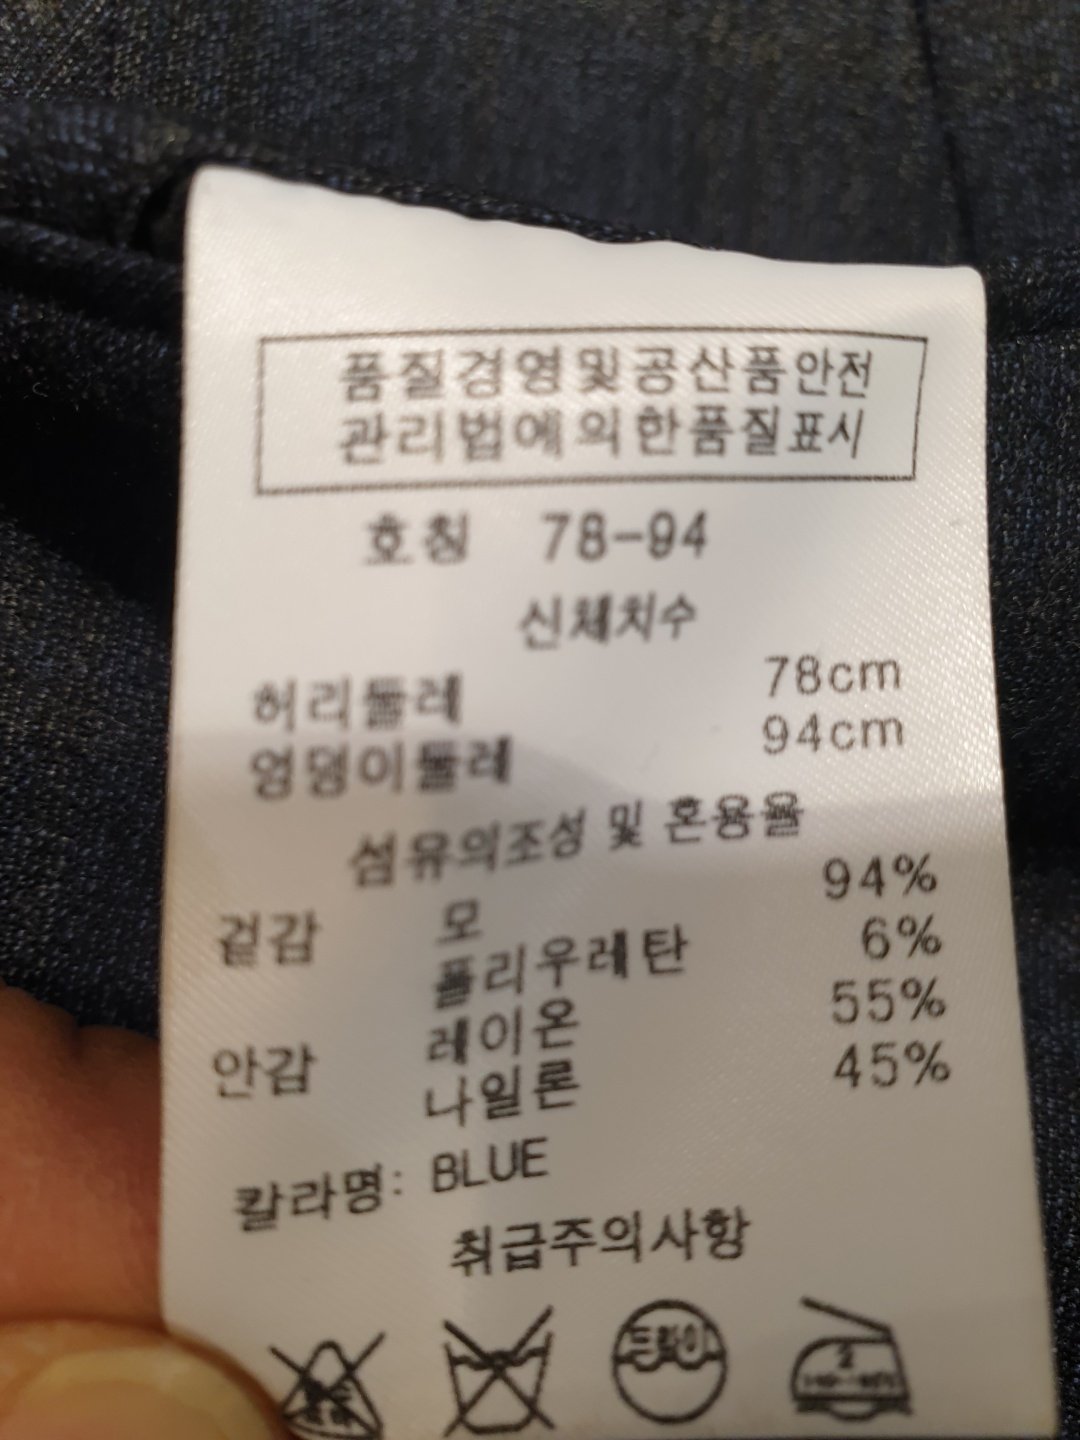 품질경영및공산품안전
관리법에의한품질표시
호칭 78-94
신체치수
허리둘레 78cm
엉덩이둘레 94cm
섬유의조성 및 혼용율
겉감 모 94%
폴리우레탄 6%
안감 레이온 55%
나일론 45%
칼라명: BLUE
취급주의사항
드라이
2